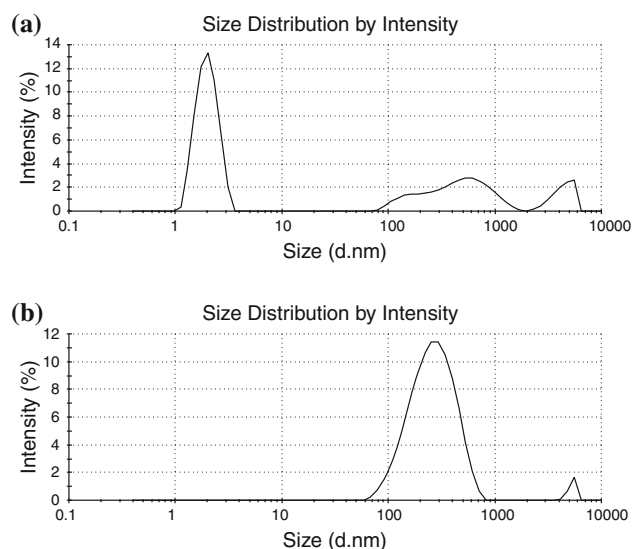 (a)
Size Distribution by Intensity
Intensity (%)
14
12
10
8
6
4
2
0
0.1 1 10 100 1000 10000
Size (d.nm)
(b)
Size Distribution by Intensity
Intensity (%)
12
10
8
6
4
2
0
0.1 1 10 100 1000 10000
Size (d.nm)